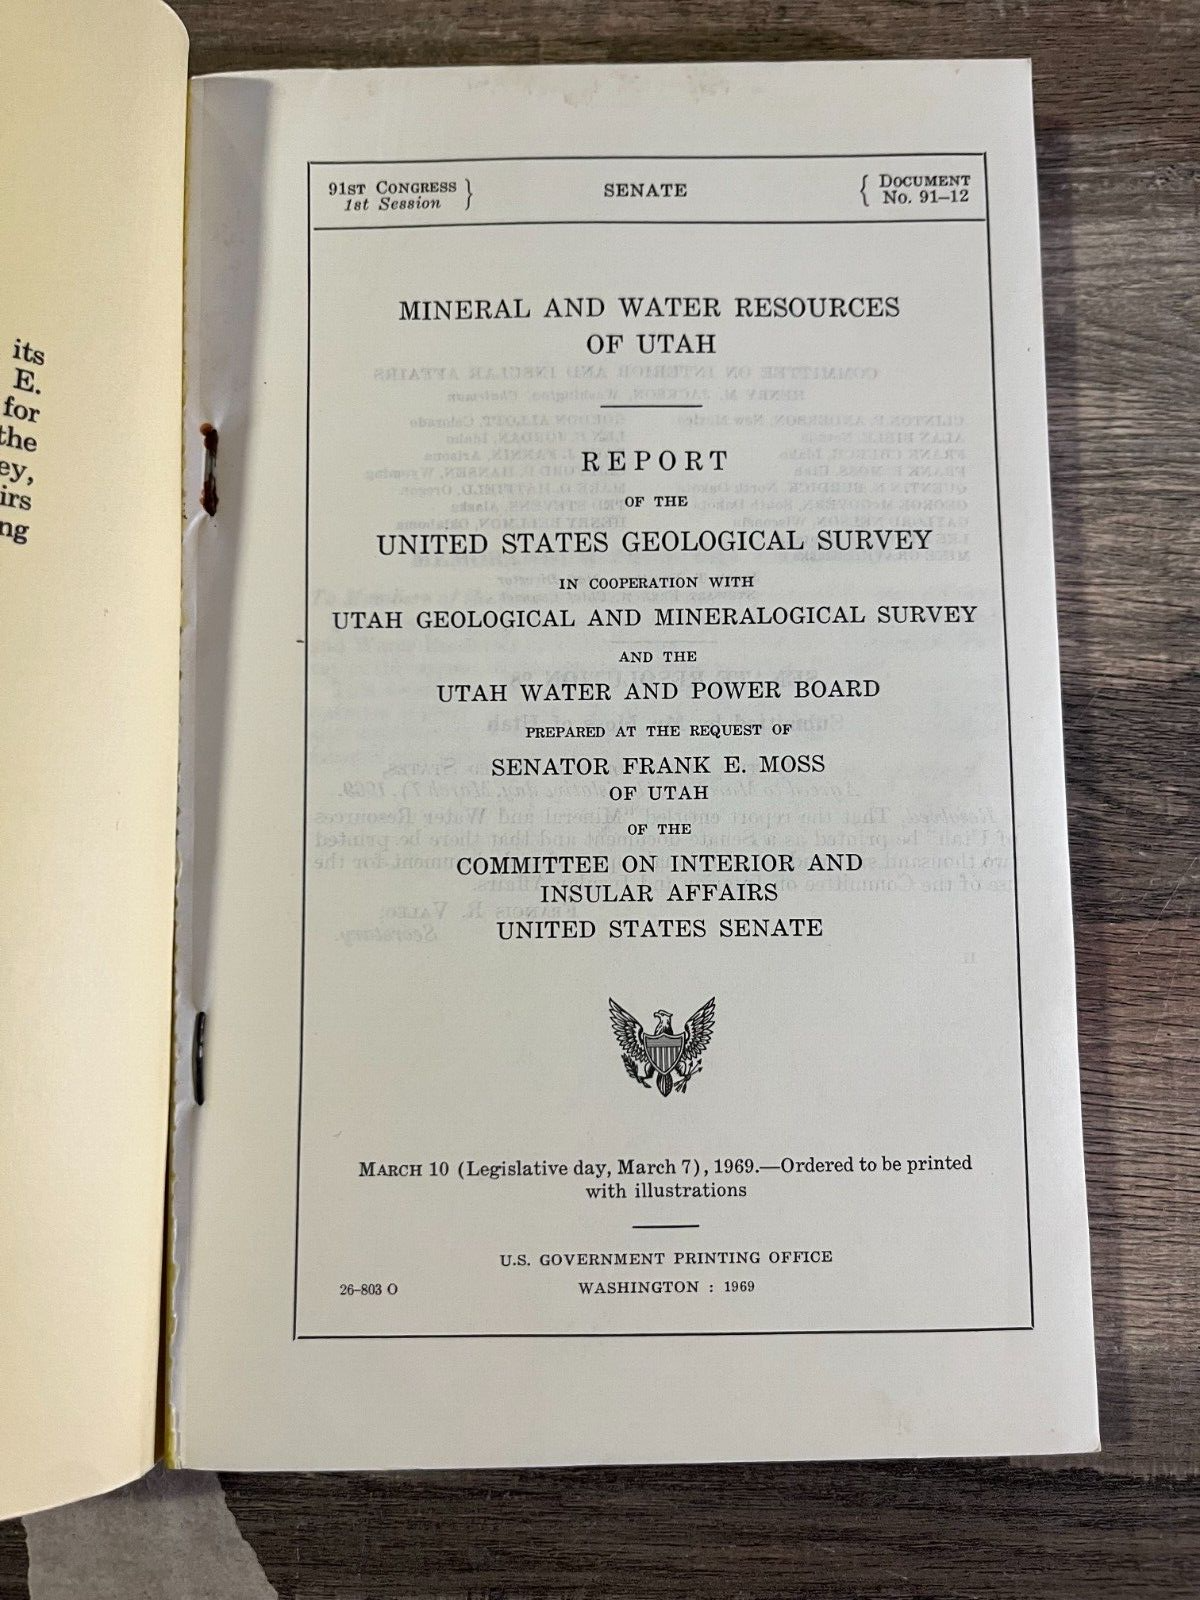 its
E.
for
the
ey,
irs
ng
91ST CONGRESS } SENATE { DOCUMENT
1st Session } { No. 91–12
MINERAL AND WATER RESOURCES
OF UTAH
REPORT
OF THE
UNITED STATES GEOLOGICAL SURVEY
IN COOPERATION WITH
UTAH GEOLOGICAL AND MINERALOGICAL SURVEY
AND THE
UTAH WATER AND POWER BOARD
PREPARED AT THE REQUEST OF
SENATOR FRANK E. MOSS
OF UTAH
OF THE
COMMITTEE ON INTERIOR AND
INSULAR AFFAIRS
UNITED STATES SENATE
MARCH 10 (Legislative day, March 7), 1969.—Ordered to be printed
with illustrations
U.S. GOVERNMENT PRINTING OFFICE
26–803 O WASHINGTON : 1969